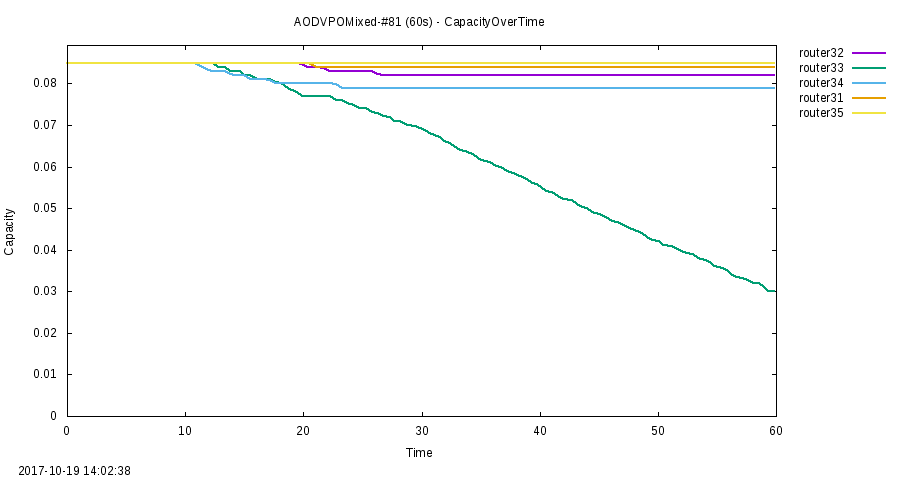 AODVPOMixed-#81 (60s) - CapacityOverTime
router32
router33
router34
router31
router35
0.08
0.07
0.06
0.05
0.04
0.03
0.02
0.01
0
Capacity
0 10 20 30 40 50 60
Time
2017-10-19 14:02:38